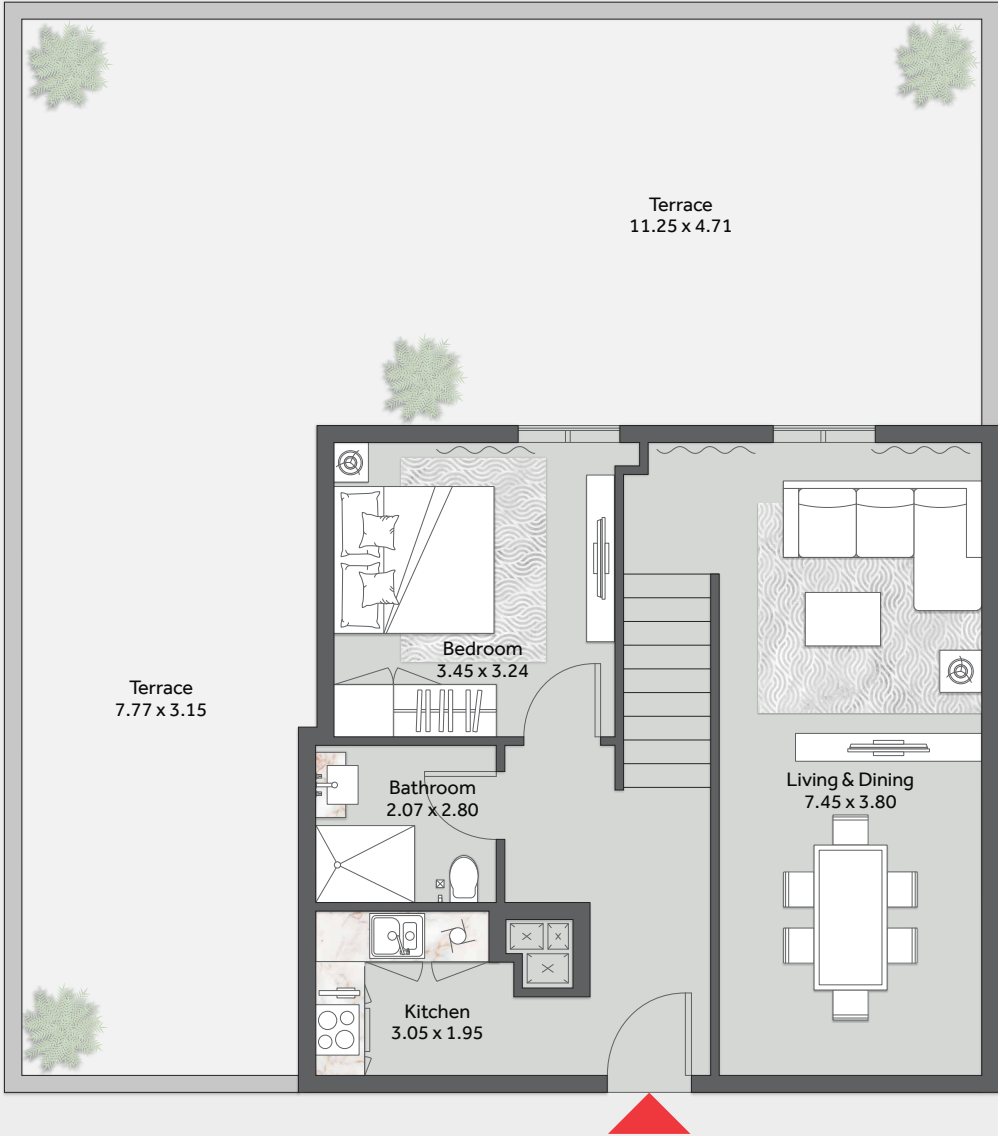 Terrace
11.25 x 4.71
Bedroom
3.45 x 3.24
Terrace
7.77 x 3.15
Living & Dining
7.45 x 3.80
Bathroom
2.07 x 2.80
Kitchen
3.05 x 1.95